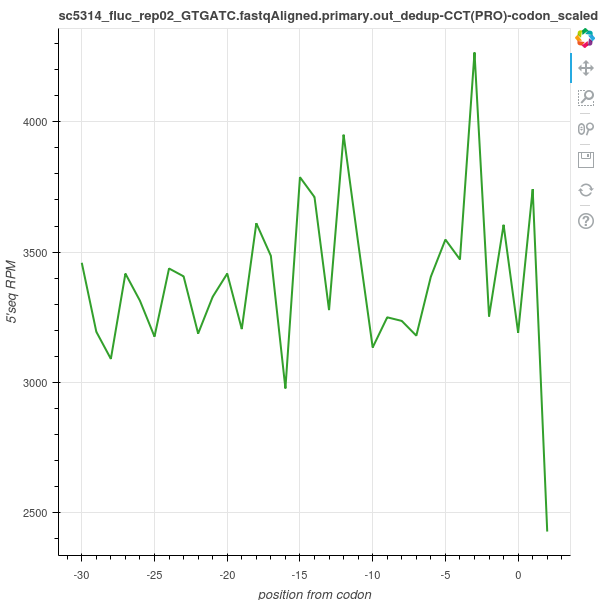 sc5314_fluc_rep02_GTGATC.fastqAligned.primary.out_dedup-CCT(PRO)-codon_scaled
4000
3500
3000
2500
5'seq RPM
-30 -25 -20 -15 -10 -5 0
position from codon